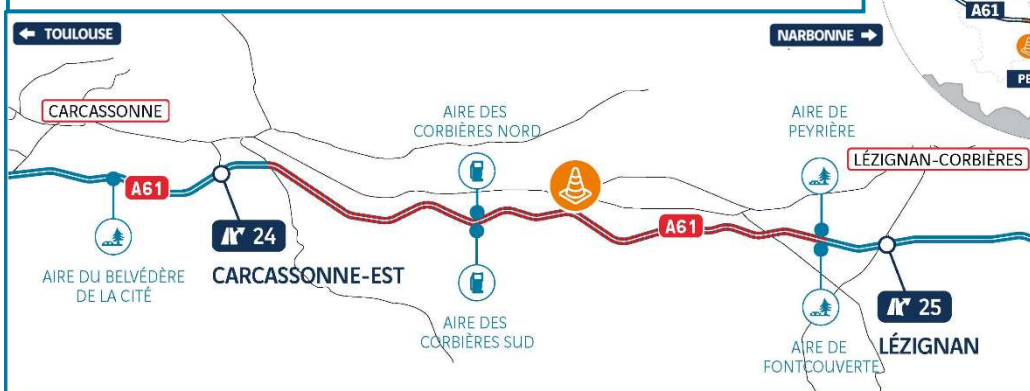 A61
PE
← TOULOUSE
NARBONNE →
CARCASSONNE
AIRE DES
CORBIÈRES NORD
AIRE DE
PEYRIÈRE
LÉZIGNAN-CORBIÈRES
A61
A61
24
CARCASSONNE-EST
AIRE DU BELVÉDÈRE
DE LA CITÉ
AIRE DES
CORBIÈRES SUD
25
LÉZIGNAN
AIRE DE
FONTCOUVERTE